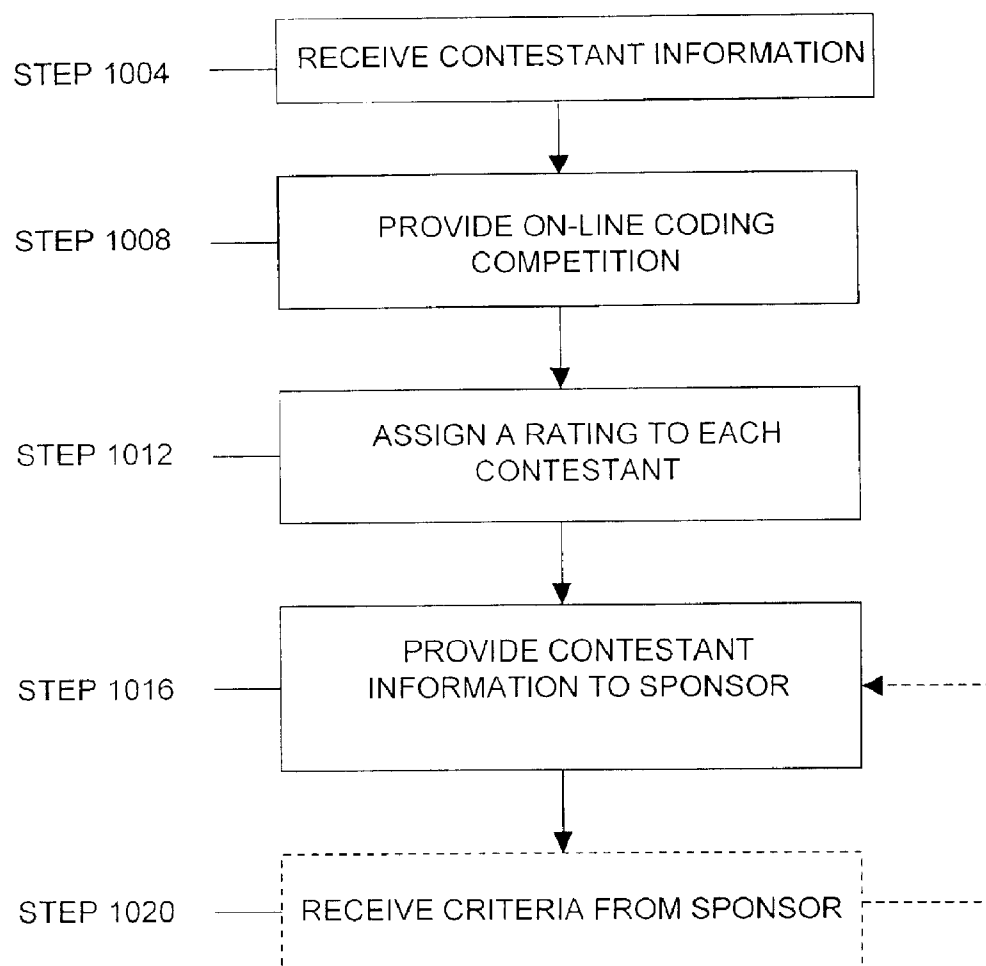 STEP 1004
RECEIVE CONTESTANT INFORMATION
STEP 1008
PROVIDE ON-LINE CODING
COMPETITION
STEP 1012
ASSIGN A RATING TO EACH
CONTESTANT
STEP 1016
PROVIDE CONTESTANT
INFORMATION TO SPONSOR
STEP 1020
RECEIVE CRITERIA FROM SPONSOR